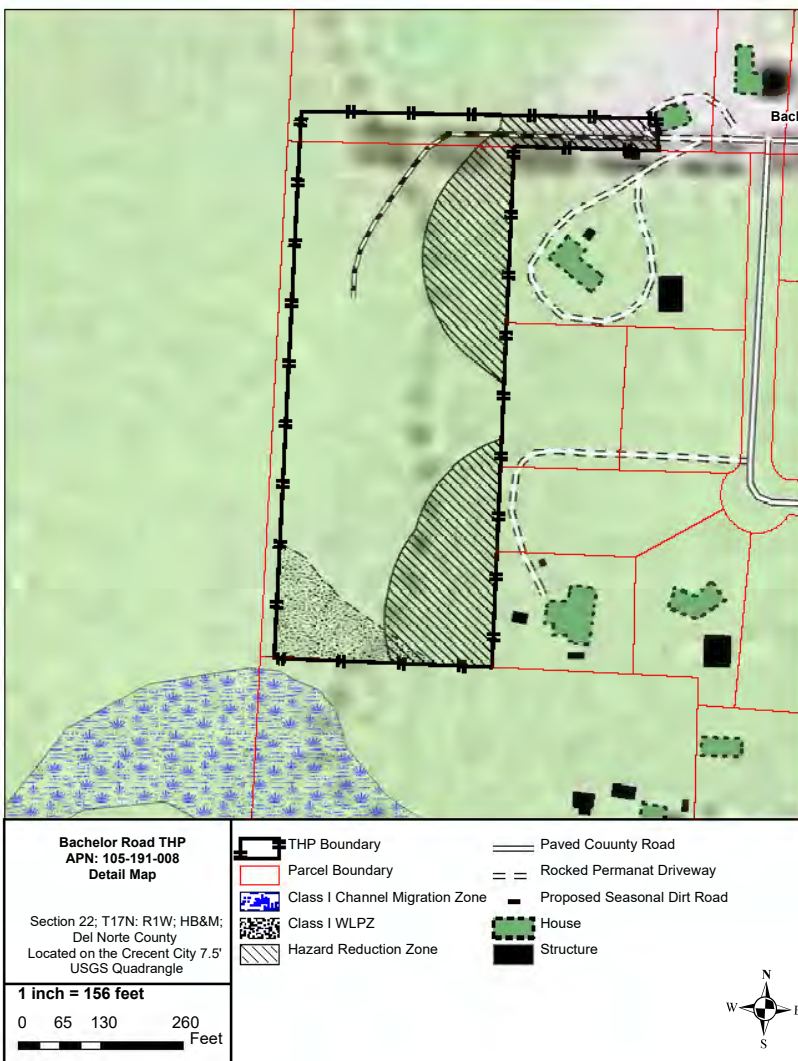 Bac
Bachelor Road THP
APN: 105-191-008
Detail Map
Section 22; T17N: R1W; HB&M;
Del Norte County
Located on the Crecent City 7.5'
USGS Quadrangle
1 inch = 156 feet
0 65 130 260
Feet
THP Boundary
Parcel Boundary
Class I Channel Migration Zone
Class I WLPZ
Hazard Reduction Zone
Paved Couunty Road
Rocked Permanat Driveway
Proposed Seasonal Dirt Road
House
Structure
N
W E
S